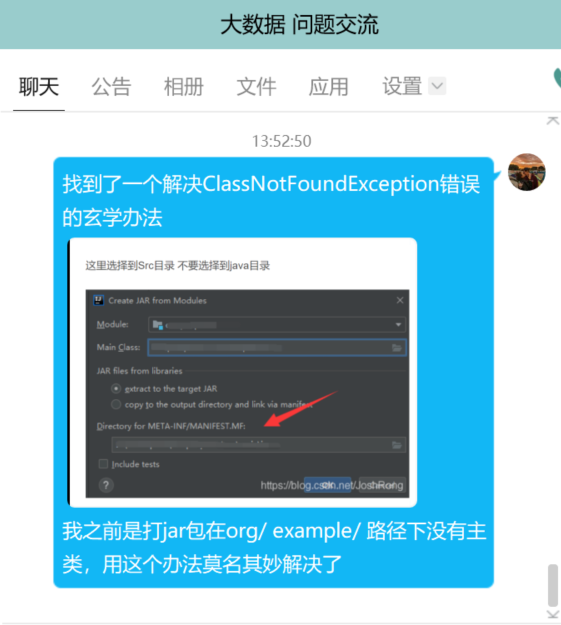 大数据 问题交流
聊天 公告 相册 文件 应用 设置
13:52:50
找到了一个解决ClassNotFoundException错误
的玄学办法
这里选择到Src目录 不要选择到java目录
Create JAR from Modules
Module:
Main Class:
JAR files from libraries
extract to the target JAR
copy to the output directory and link via manifest
Directory for META-INF/MANIFEST.MF:
Include tests
https://blog.csdn.net/JoshRong
我之前是打jar包在org/ example/ 路径下没有主
类，用这个办法莫名其妙解决了